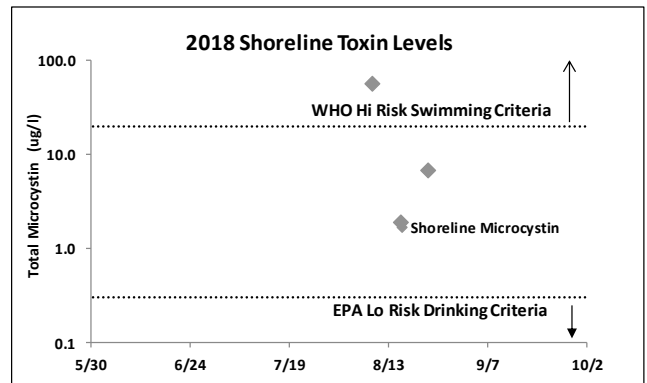 2018 Shoreline Toxin Levels
Total Microcystin (ug/l)
100.0
WHO Hi Risk Swimming Criteria
10.0
Shoreline Microcystin
1.0
EPA Lo Risk Drinking Criteria
0.1
5/30 6/24 7/19 8/13 9/7 10/2